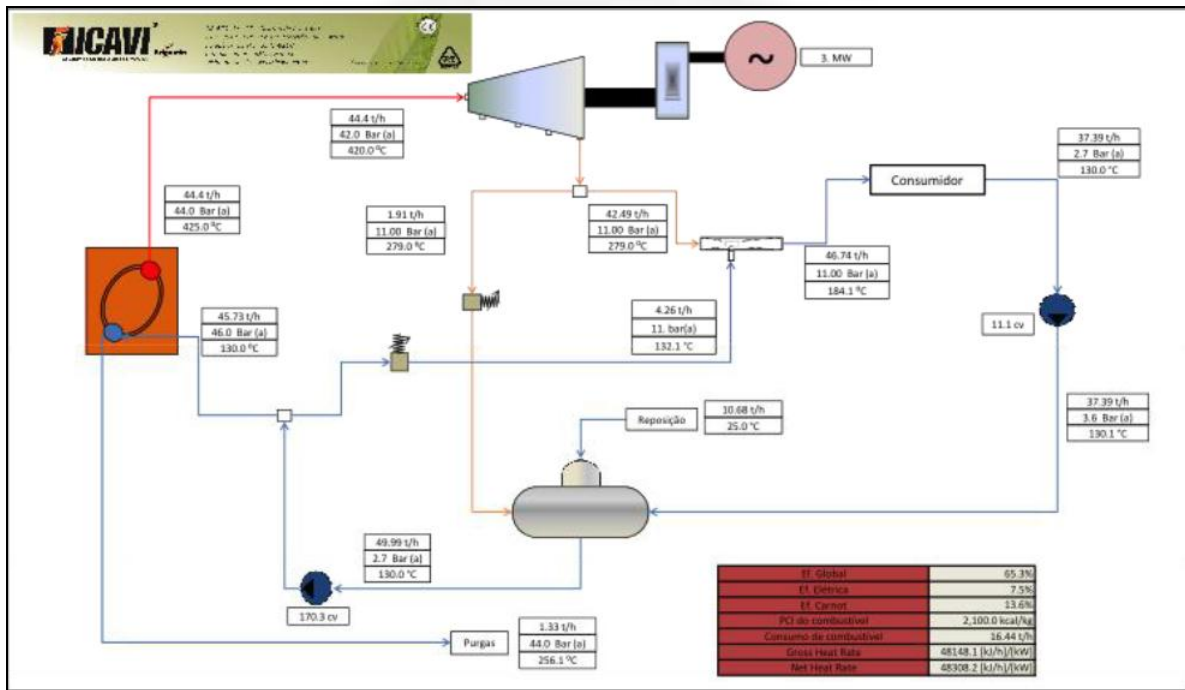 ICAVI
3. MW
44.4 t/h
42.0 Bar (a)
420.0 ⁰C
44.4 t/h
44.0 Bar (a)
425.0 ⁰C
1.91 t/h
11.00 Bar (a)
279.0 ⁰C
42.49 t/h
11.00 Bar (a)
279.0 ⁰C
Consumidor
37.39 t/h
2.7 Bar (a)
130.0 °C
46.74 t/h
11.00 Bar (a)
184.1 ⁰C
45.73 t/h
46.0 Bar (a)
130.0 °C
4.26 t/h
11. bar(a)
132.1 °C
11.1 cv
Reposição
10.68 t/h
25.0 °C
37.39 t/h
3.6 Bar (a)
130.1 °C
49.99 t/h
2.7 Bar (a)
130.0 °C
170.3 cv
Purgas
1.33 t/h
44.0 Bar (a)
256.1 °C
Ef. Global 65.3%
Ef. Elétrica 7.5%
Ef. Carnot 13.6%
PCI do combustível 2,100.0 kcal/kg
Consumo de combustível 16.44 t/h
Gross Heat Rate 48148.1 [kJ/h]/[kW]
Net Heat Rate 48308.2 [kJ/h]/[kW]